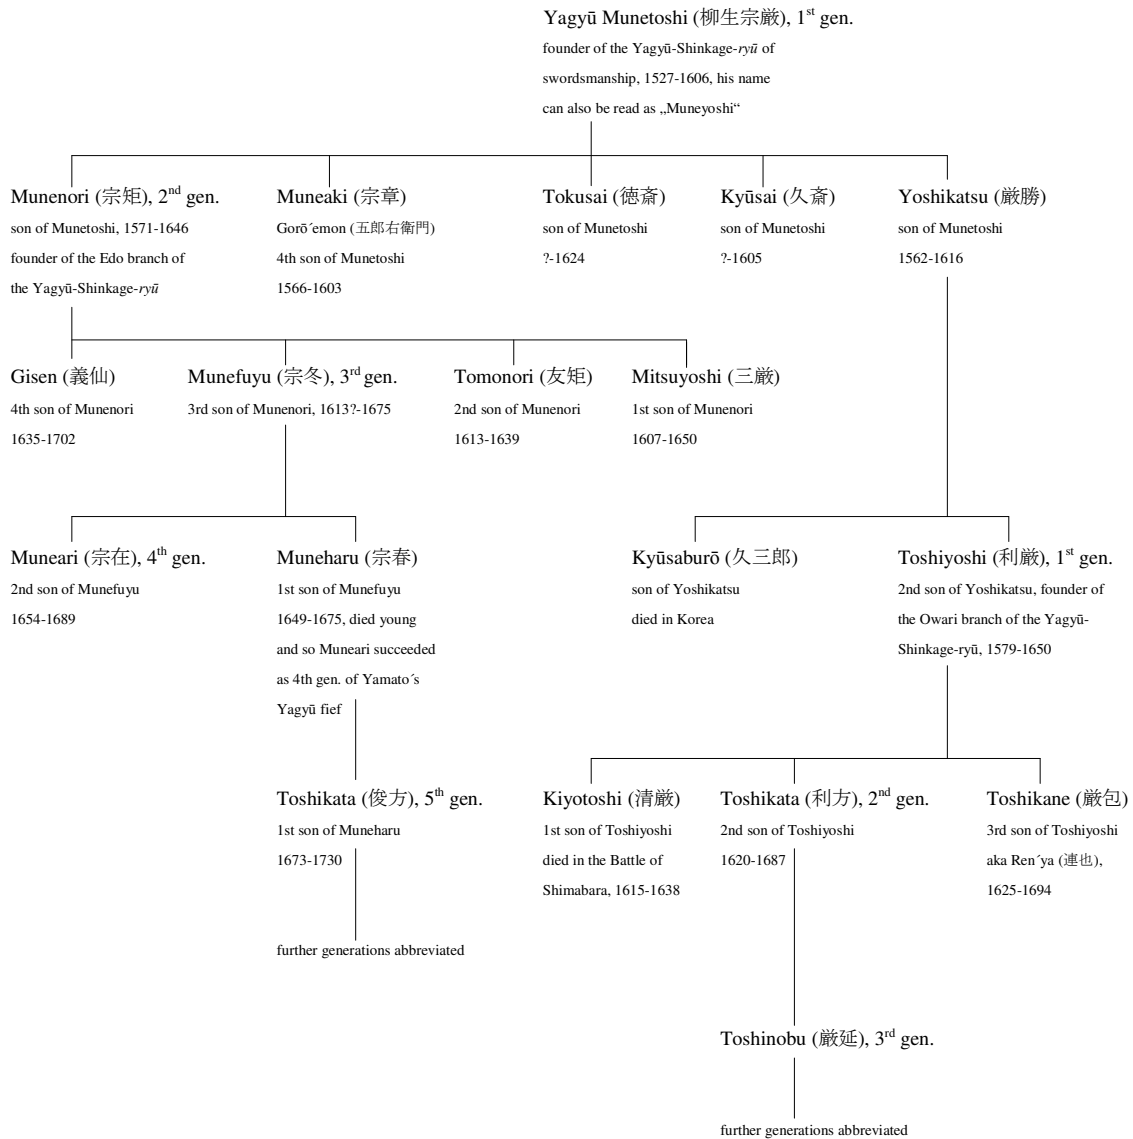 Yagyū Munetoshi (柳生宗厳), 1st gen.
founder of the Yagyū-Shinkage-ryū of
swordsmanship, 1527-1606, his name
can also be read as „Muneyoshi“
Munenori (宗矩), 2nd gen.
son of Munetoshi, 1571-1646
founder of the Edo branch of
the Yagyū-Shinkage-ryū
Muneaki (宗章)
Gorō´emon (五郎右衛門)
4th son of Munetoshi
1566-1603
Tokusai (徳斎)
son of Munetoshi
?-1624
Kyūsai (久斎)
son of Munetoshi
?-1605
Yoshikatsu (厳勝)
son of Munetoshi
1562-1616
Gisen (義仙)
4th son of Munenori
1635-1702
Munefuyu (宗冬), 3rd gen.
3rd son of Munenori, 1613?-1675
Tomonori (友矩)
2nd son of Munenori
1613-1639
Mitsuyoshi (三厳)
1st son of Munenori
1607-1650
Muneari (宗在), 4th gen.
2nd son of Munefuyu
1654-1689
Muneharu (宗春)
1st son of Munefuyu
1649-1675, died young
and so Muneari succeeded
as 4th gen. of Yamato´s
Yagyū fief
Kyūsaburō (久三郎)
son of Yoshikatsu
died in Korea
Toshiyoshi (利厳), 1st gen.
2nd son of Yoshikatsu, founder of
the Owari branch of the Yagyū-
Shinkage-ryū, 1579-1650
Toshikata (俊方), 5th gen.
1st son of Muneharu
1673-1730
Kiyotoshi (清厳)
1st son of Toshiyoshi
died in the Battle of
Shimabara, 1615-1638
Toshikata (利方), 2nd gen.
2nd son of Toshiyoshi
1620-1687
Toshikane (厳包)
3rd son of Toshiyoshi
aka Ren´ya (連也),
1625-1694
further generations abbreviated
Toshinobu (厳延), 3rd gen.
further generations abbreviated